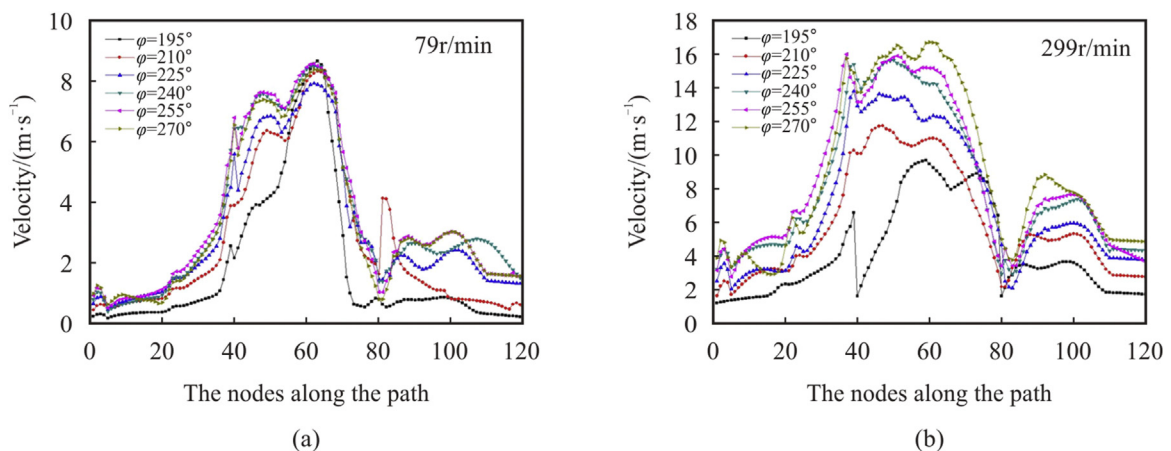 10
8
6
4
2
0
Velocity/(m·s⁻¹)
φ=195°
φ=210°
φ=225°
φ=240°
φ=255°
φ=270°
79r/min
0 20 40 60 80 100 120
The nodes along the path
(a)
18
16
14
12
10
8
6
4
2
0
Velocity/(m·s⁻¹)
φ=195°
φ=210°
φ=225°
φ=240°
φ=255°
φ=270°
299r/min
0 20 40 60 80 100 120
The nodes along the path
(b)